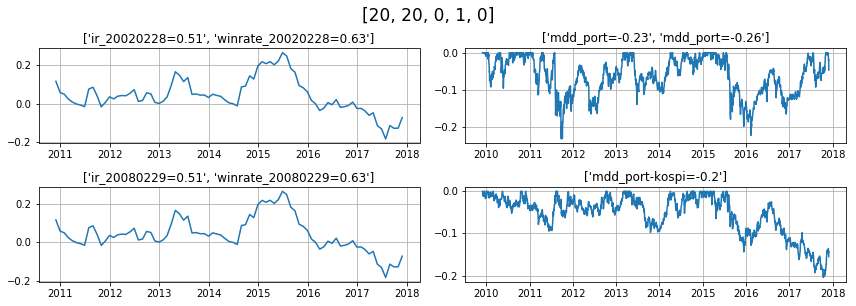 [20, 20, 0, 1, 0]
['ir_20020228=0.51', 'winrate_20020228=0.63']
0.2
0.0
−0.2
2011 2012 2013 2014 2015 2016 2017 2018
['mdd_port=-0.23', 'mdd_port=-0.26']
0.0
−0.1
−0.2
2010 2011 2012 2013 2014 2015 2016 2017 2018
['ir_20080229=0.51', 'winrate_20080229=0.63']
0.2
0.0
−0.2
2011 2012 2013 2014 2015 2016 2017 2018
['mdd_port-kospi=-0.2']
0.0
−0.1
−0.2
2010 2011 2012 2013 2014 2015 2016 2017 2018